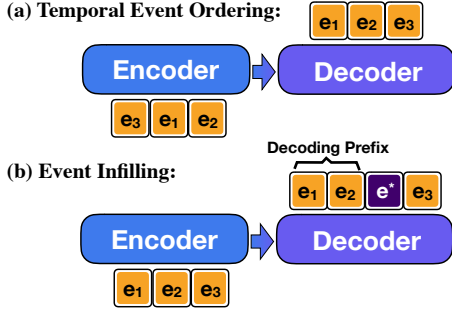 (a) Temporal Event Ordering:
e1 e2 e3
Encoder
Decoder
e3 e1 e2
(b) Event Infilling:
Decoding Prefix
e1 e2 e* e3
Encoder
Decoder
e1 e2 e3